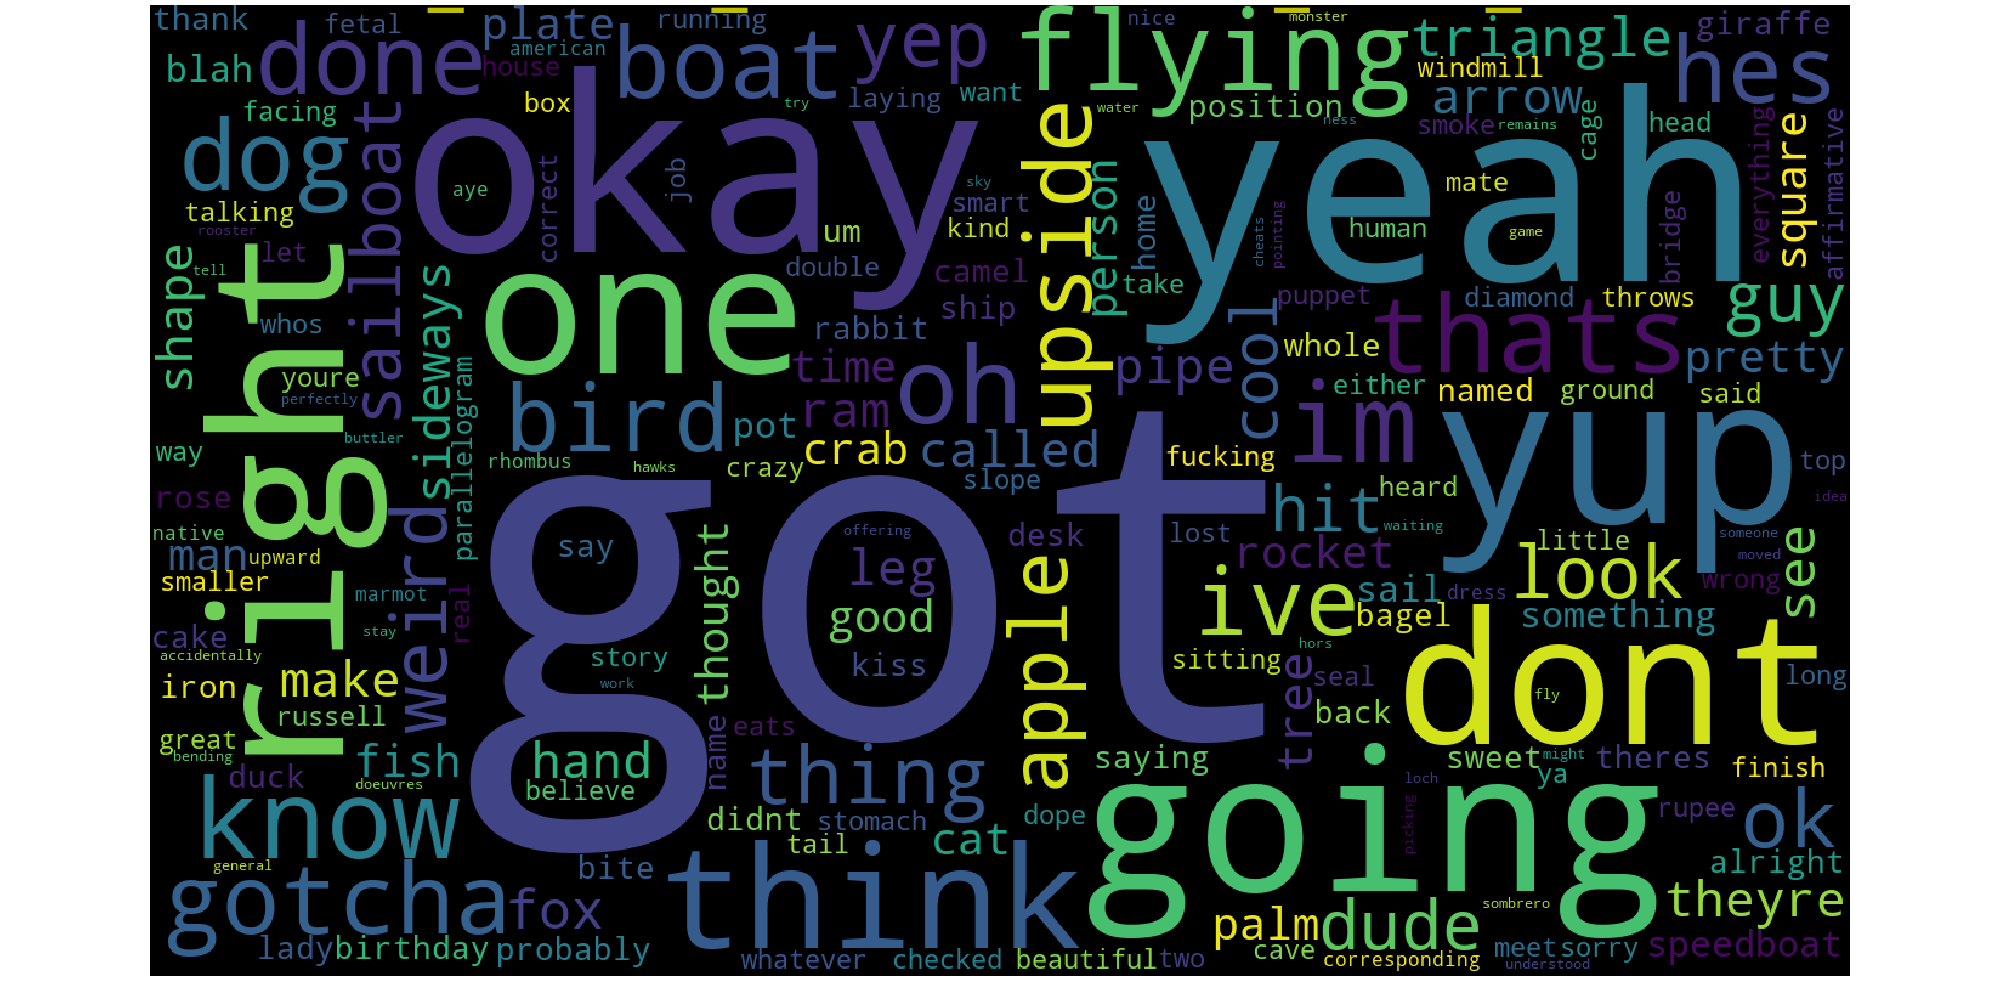 thank
fetal
plate
running
nice
monster
giraffe
done
american
boat
yep
flying
triangle
hes
blah
house
windmill
facing
box
try
laying
want
water
position
arrow
ness
smoke
remains
cage
head
everything
affirmative
dog
sailboat
okay
upside
yeah
square
correct
job
aye
sky
smart
person
mate
talking
rooster
let
um
kind
home
cheats
pointing
human
game
bridge
shape
tell
right
one
double
camel
take
puppet
diamond
throws
guy
whos
sideways
rabbit
ship
cool
thats
youre
parallelogram
time
oh
pipe
whole
pretty
perfectly
bird
ram
either
named
ground
said
im
yup
buttler
pot
way
rhombus
hawks
crazy
crab
called
slope
fucking
hit
heard
top
rose
weird
got
waiting
idea
native
man
upward
say
offering
desk
lost
rocket
little
someone
moved
see
smaller
marmot
real
thought
leg
apple
ive
sail
dress
look
wrong
cake
stay
good
bagel
something
accidentally
story
kiss
sitting
hors
dont
iron
make
work
tree
seal
fly
long
russell
name
eats
back
great
bending
fish
hand
thing
saying
going
sweet
might
theres
finish
duck
doeuvres
believe
ya
loch
know
didnt
stomach
dope
picking
rupee
ok
general
bite
tail
cat
alright
gotcha
fox
think
sombrero
theyre
palm
dude
lady
birthday
probably
whatever
checked
beautiful
two
cave
corresponding
meet
sorry
understood
speedboat